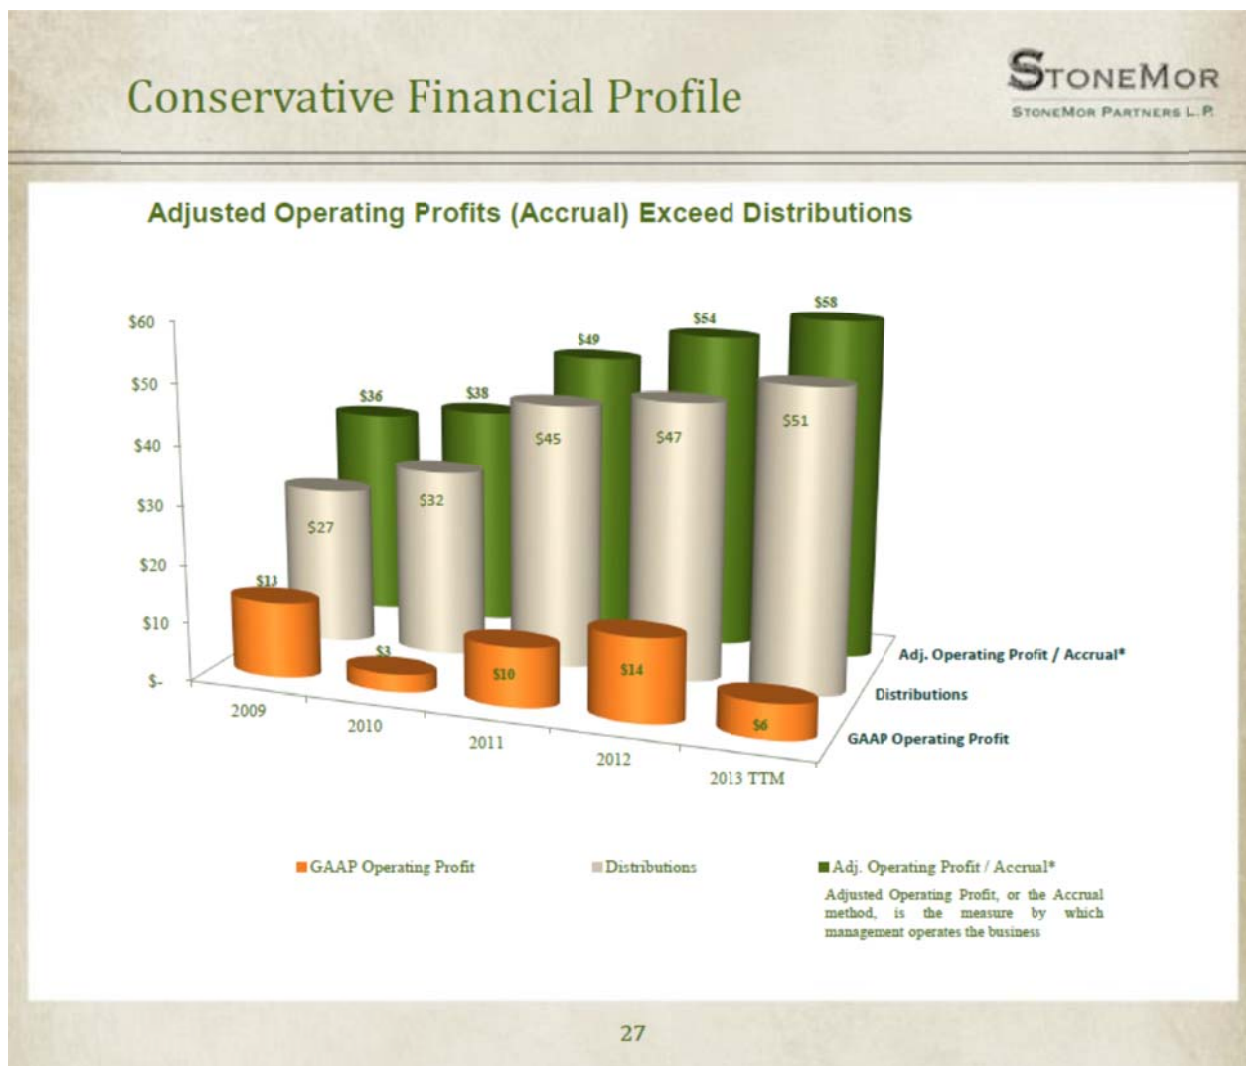 Conservative Financial Profile
STONEMOR
STONEMOR PARTNERS L.P.
Adjusted Operating Profits (Accrual) Exceed Distributions
$60
$50
$40
$30
$20
$10
$-
$36
$38
$49
$54
$58
$27
$32
$45
$47
$51
$13
$3
$10
$14
$6
2009
2010
2011
2012
2013 TTM
Adj. Operating Profit / Accrual*
Distributions
GAAP Operating Profit
GAAP Operating Profit
Distributions
Adj. Operating Profit / Accrual*
Adjusted Operating Profit, or the Accrual
method, is the measure by which
management operates the business
27